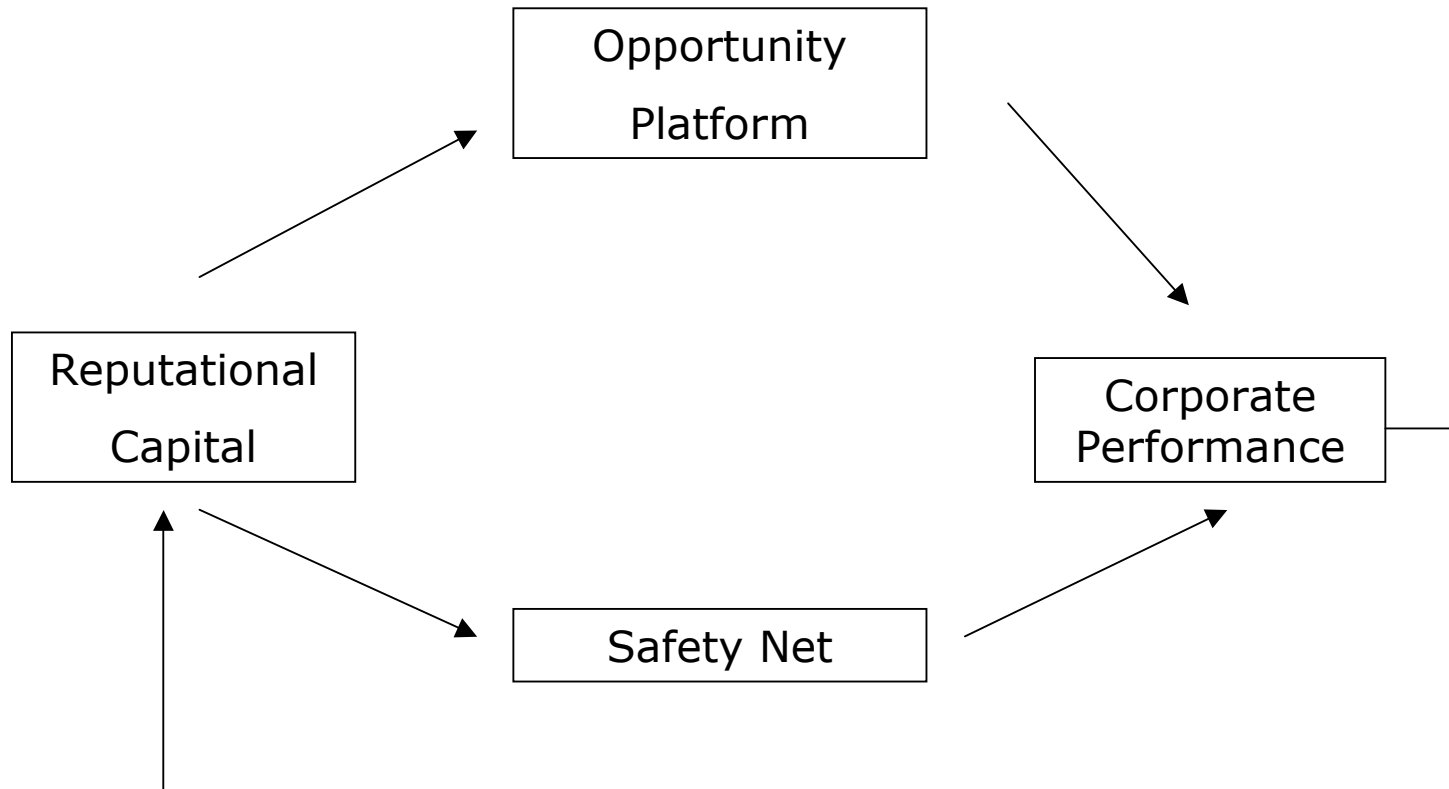 Opportunity
Platform
Reputational
Capital
Corporate
Performance
Safety Net